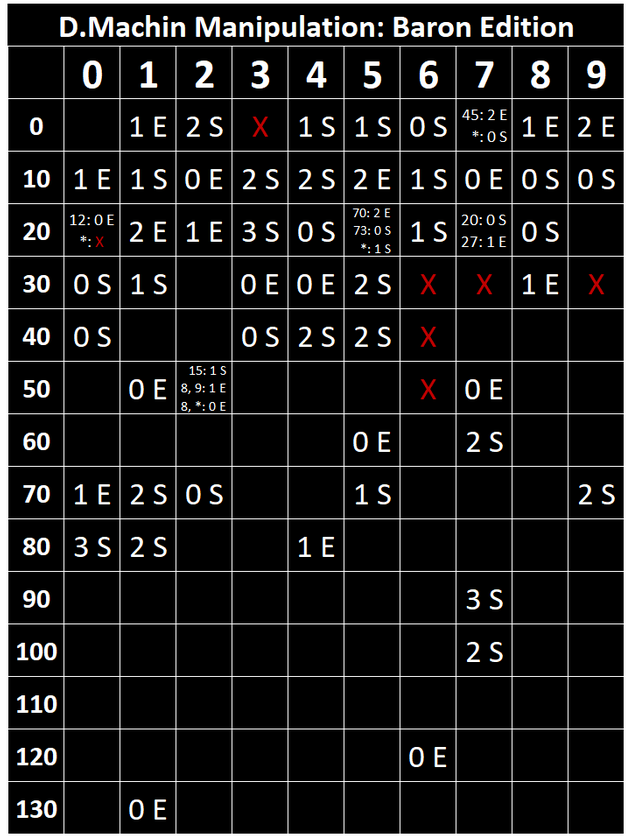 D.Machin Manipulation: Baron Edition
0 1 2 3 4 5 6 7 8 9
0 1 E 2 S X 1 S 1 S 0 S 45: 2 E *: 0 S 1 E 2 E
10 1 E 1 S 0 E 2 S 2 S 2 E 1 S 0 E 0 S 0 S
20 12: 0 E *: X 2 E 1 E 3 S 0 S 70: 2 E 73: 0 S *: 1 S 1 S 20: 0 S 27: 1 E 0 S
30 0 S 1 S 0 E 0 E 2 S X X 1 E X
40 0 S 0 S 2 S 2 S X
50 0 E 15: 1 S 8, 9: 1 E 8, *: 0 E X 0 E
60 0 E 2 S
70 1 E 2 S 0 S 1 S 2 S
80 3 S 2 S 1 E
90 3 S
100 2 S
110
120 0 E
130 0 E